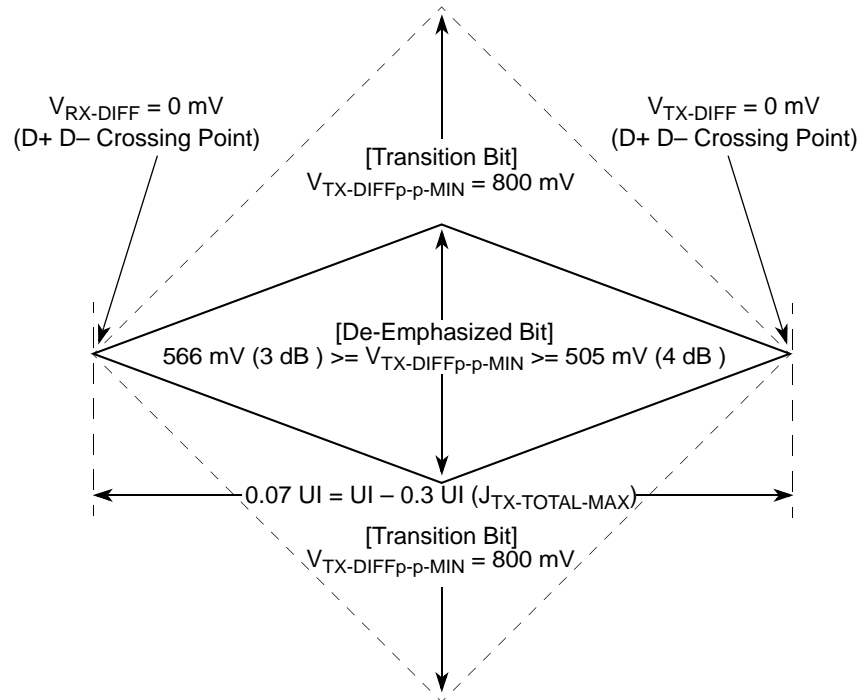 V_RX-DIFF = 0 mV
(D+ D– Crossing Point)
V_TX-DIFF = 0 mV
(D+ D– Crossing Point)
[Transition Bit]
V_TX-DIFFp-p-MIN = 800 mV
[De-Emphasized Bit]
566 mV (3 dB ) >= V_TX-DIFFp-p-MIN >= 505 mV (4 dB )
0.07 UI = UI – 0.3 UI (J_TX-TOTAL-MAX)
[Transition Bit]
V_TX-DIFFp-p-MIN = 800 mV